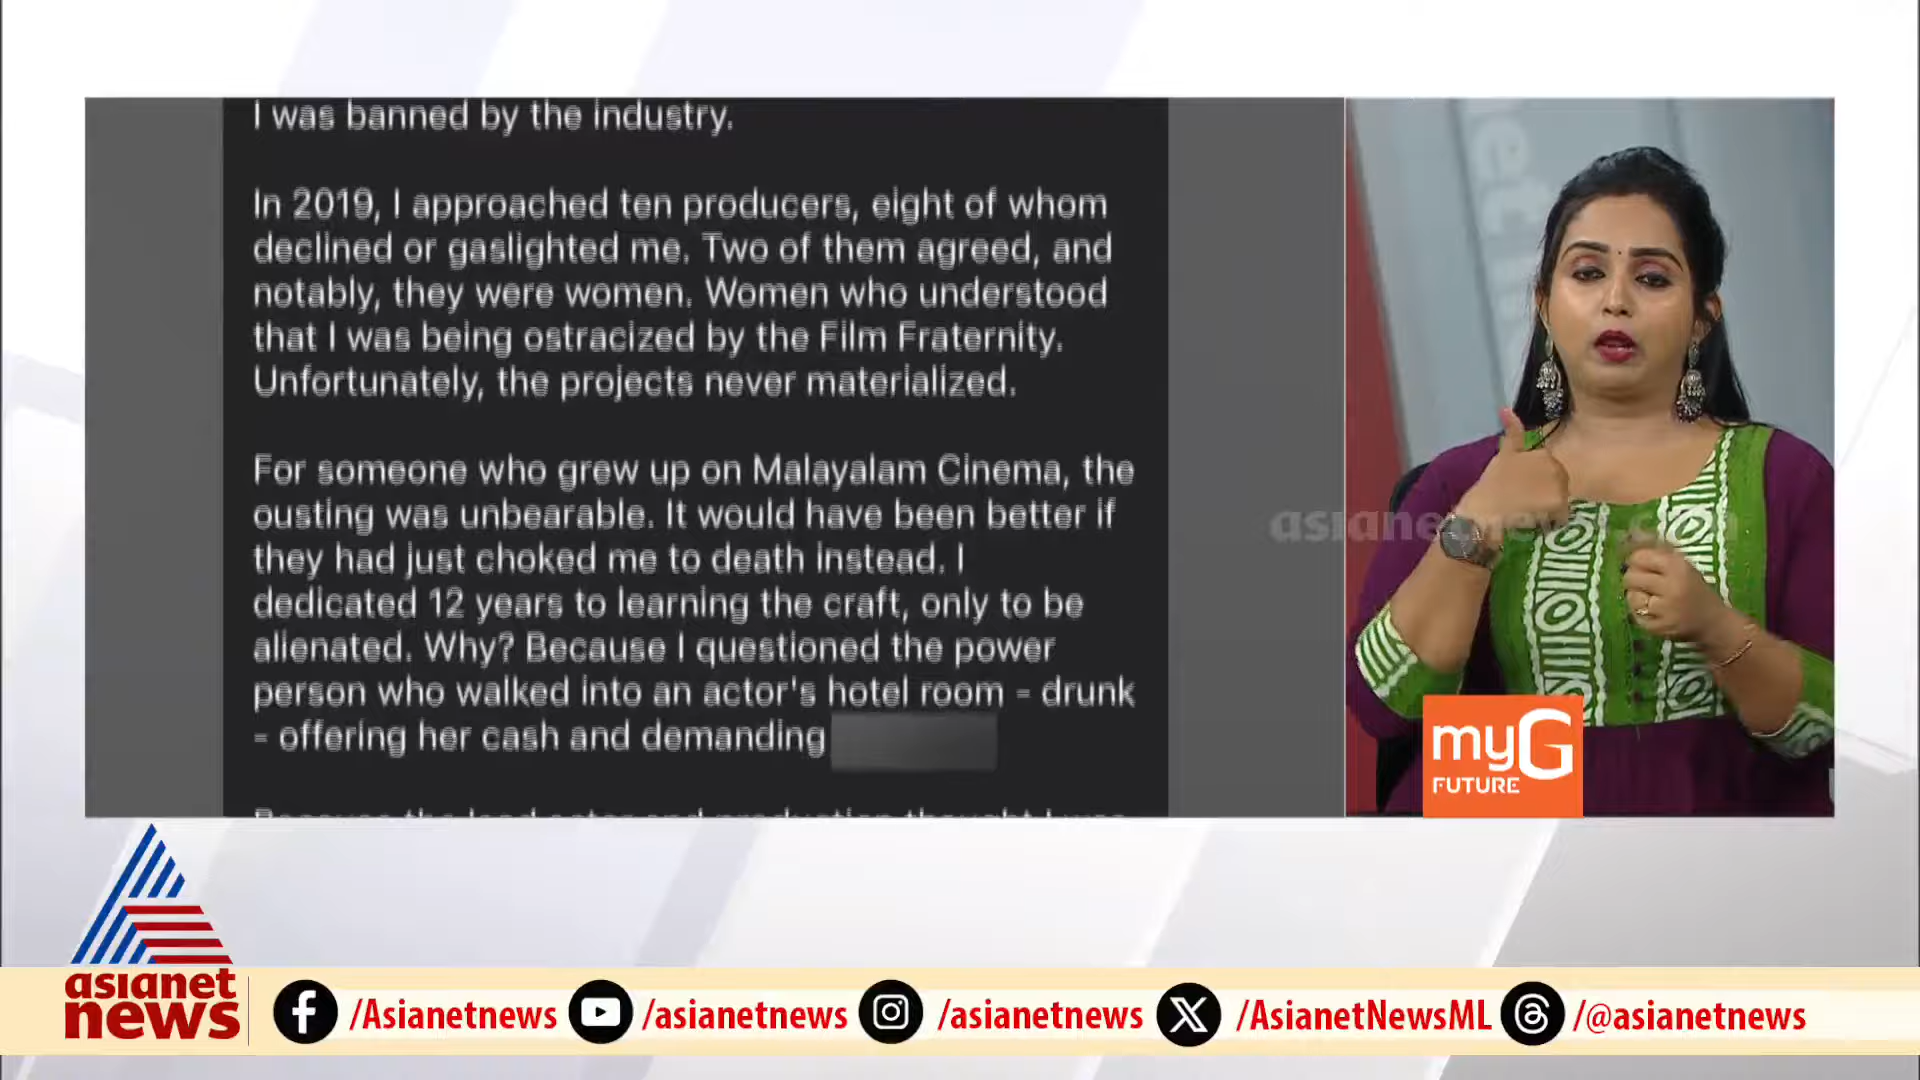 I was banned by the industry.
In 2019, I approached ten producers, eight of whom
declined or gaslighted me. Two of them agreed, and
notably, they were women. Women who understood
that I was being ostracized by the Film Fraternity.
Unfortunately, the projects never materialized.
For someone who grew up on Malayalam Cinema, the
ousting was unbearable. It would have been better if
they had just choked me to death instead. I
dedicated 12 years to learning the craft, only to be
alienated. Why? Because I questioned the power
person who walked into an actor's hotel room - drunk
- offering her cash and demanding
asianetnews.com
myG
FUTURE
asianet
news
/Asianetnews
/asianetnews
/asianetnews
/AsianetNewsML
/@asianetnews